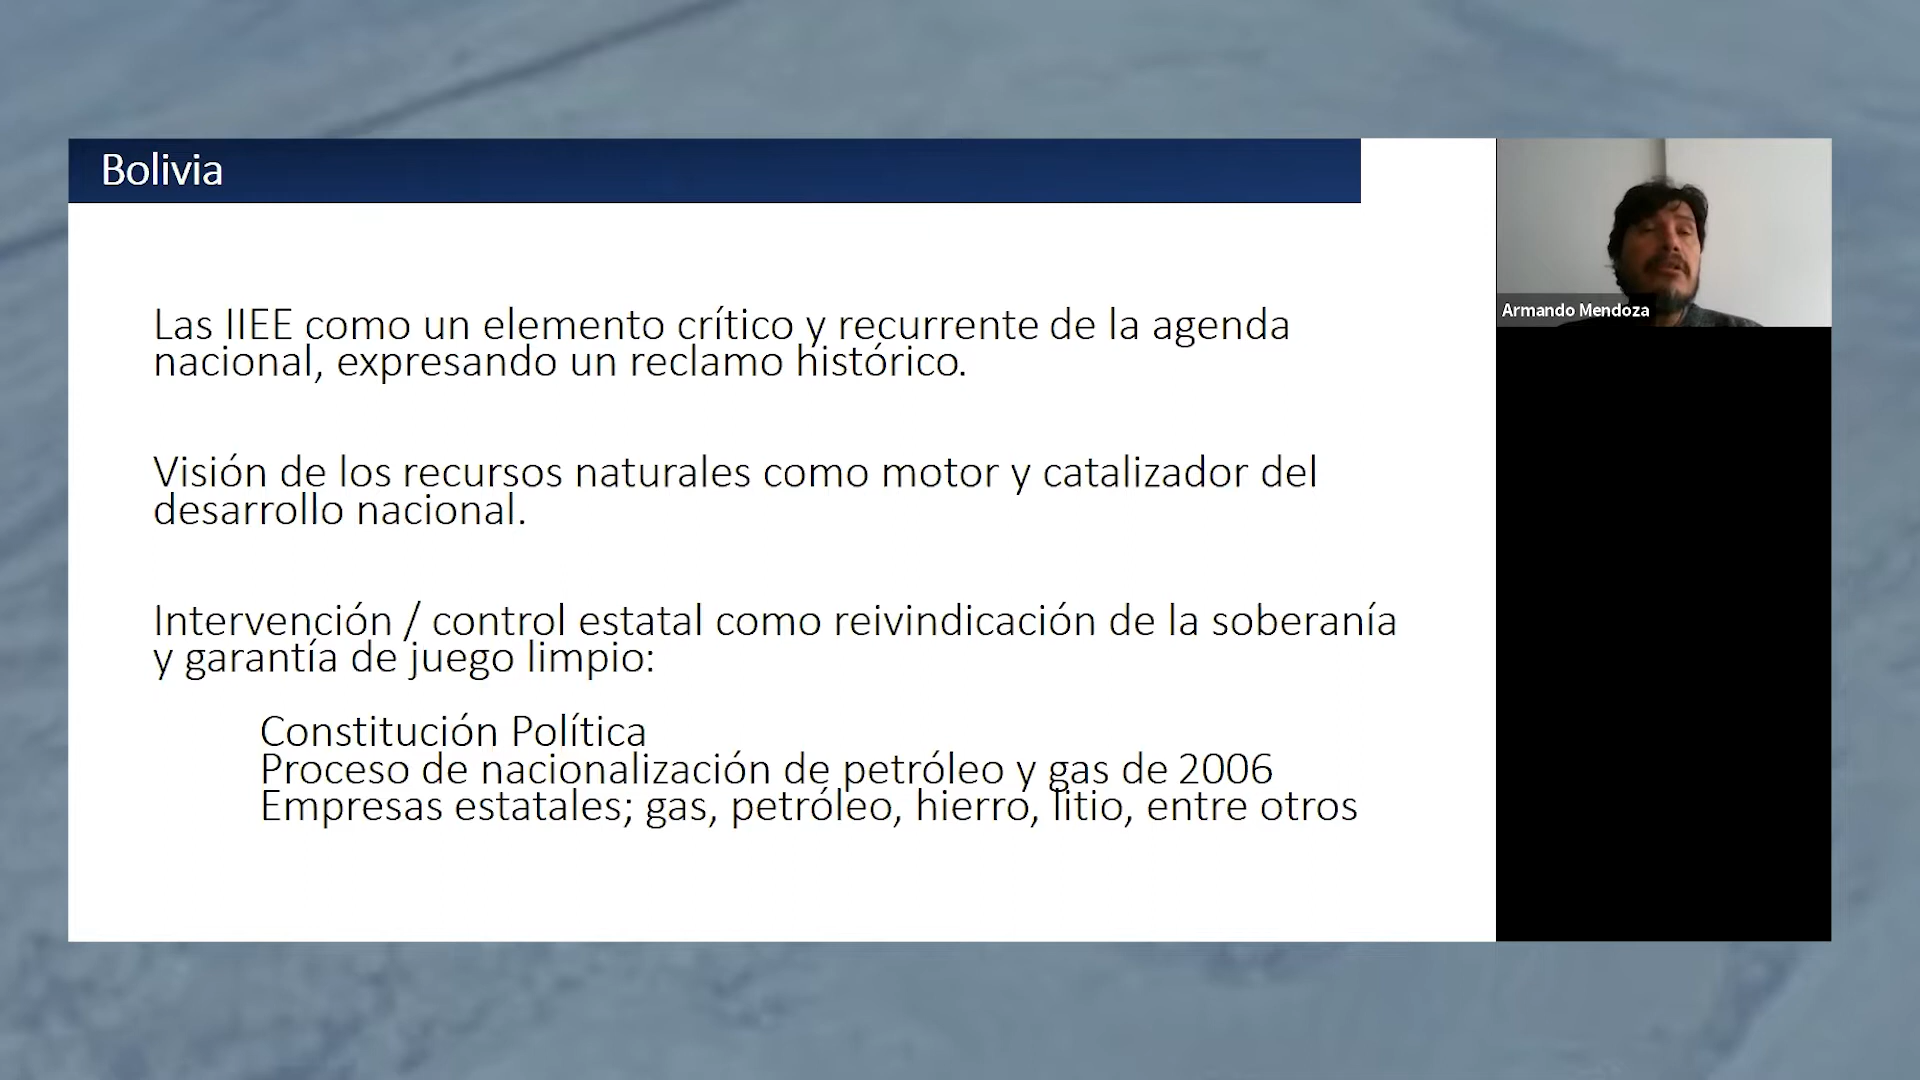 Bolivia
Las IIEE como un elemento crítico y recurrente de la agenda
nacional, expresando un reclamo histórico.
Visión de los recursos naturales como motor y catalizador del
desarrollo nacional.
Intervención / control estatal como reivindicación de la soberanía
y garantía de juego limpio:
Constitución Política
Proceso de nacionalización de petróleo y gas de 2006
Empresas estatales; gas, petróleo, hierro, litio, entre otros
Armando Mendoza